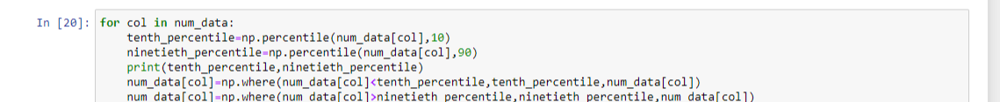 In [20]: for col in num_data:
    tenth_percentile=np.percentile(num_data[col],10)
    ninetieth_percentile=np.percentile(num_data[col],90)
    print(tenth_percentile,ninetieth_percentile)
    num_data[col]=np.where(num_data[col]<tenth_percentile,tenth_percentile,num_data[col])
    num_data[col]=np.where(num_data[col]>ninetieth_percentile,ninetieth_percentile,num_data[col])